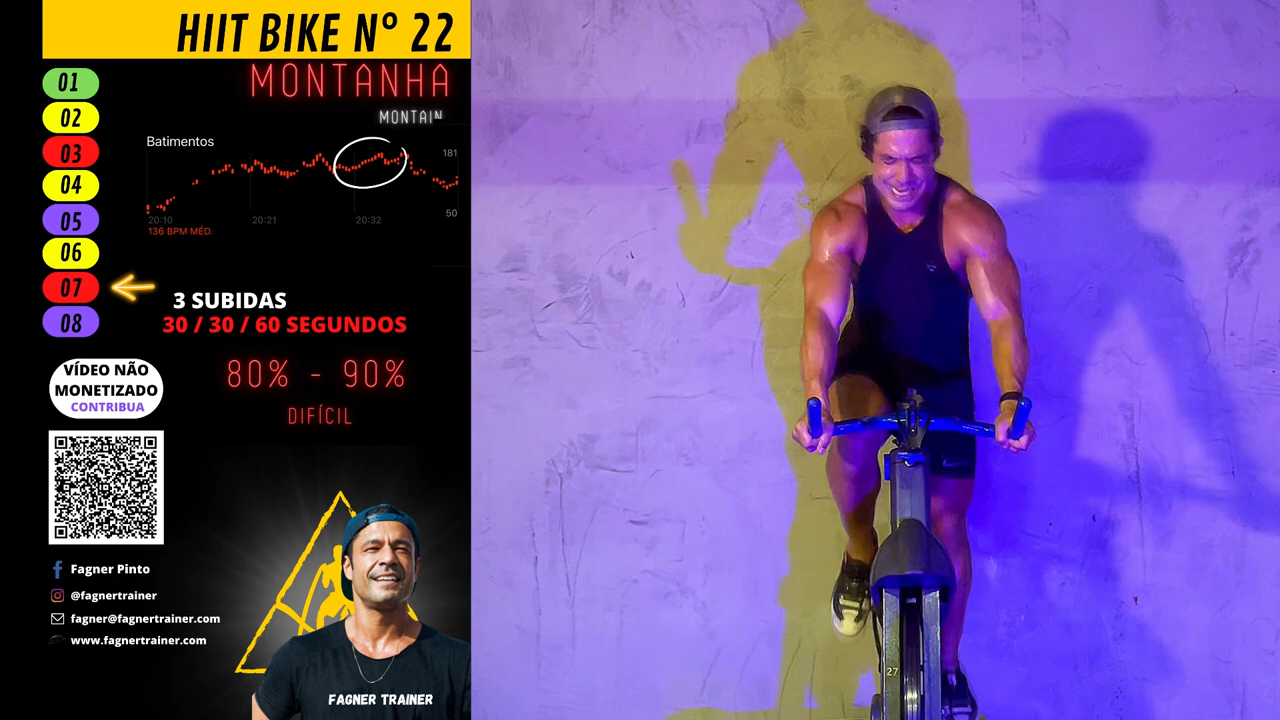 HIIT BIKE Nº 22
MONTANHA
MONTAIN
01
02
03
04
05
06
07
08
Batimentos
181
50
20:10
20:21
20:32
136 BPM MÉD.
3 SUBIDAS
30 / 30 / 60 SEGUNDOS
80% - 90%
DIFÍCIL
VÍDEO NÃO
MONETIZADO
CONTRIBUA
Fagner Pinto
@fagnertrainer
fagner@fagnertrainer.com
www.fagnertrainer.com
FAGNER TRAINER
27